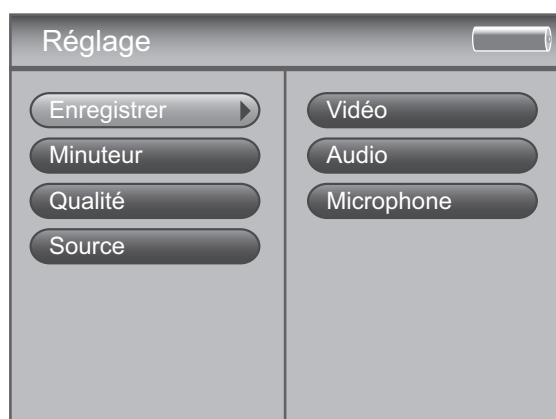 Réglage
Enregistrer
Minuteur
Qualité
Source
Vidéo
Audio
Microphone